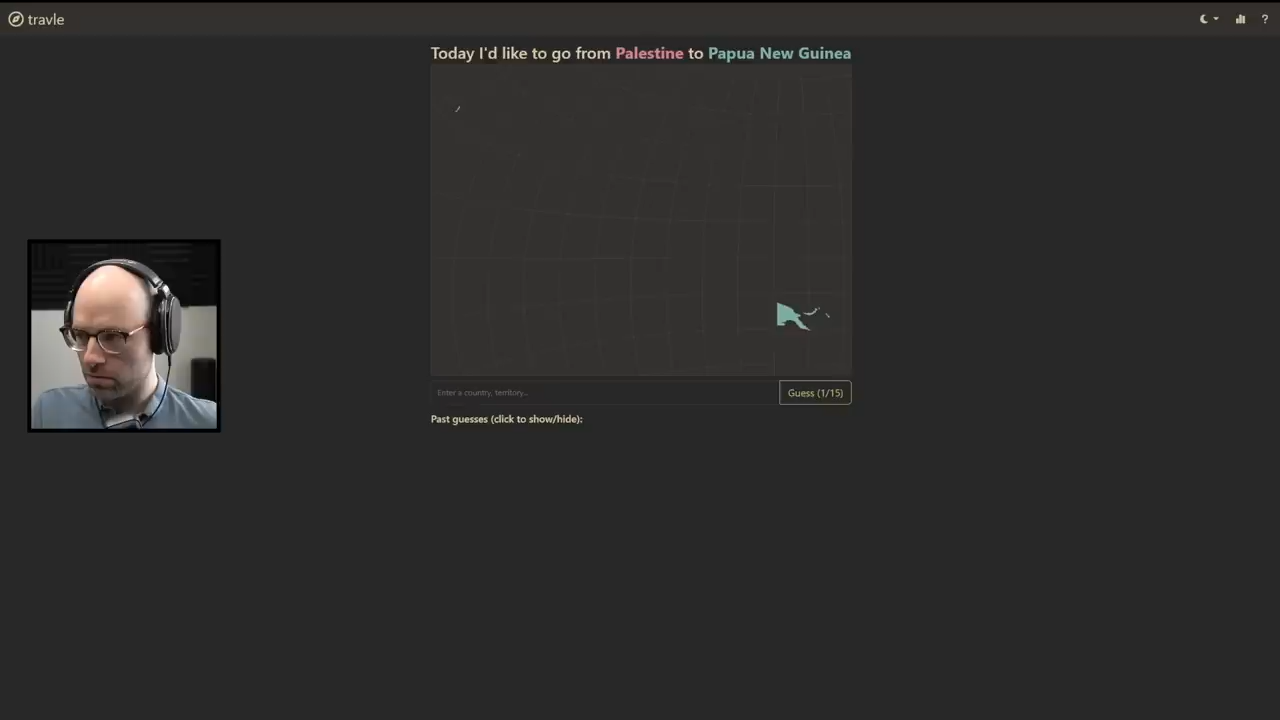 travle
?
Today I'd like to go from Palestine to Papua New Guinea
Enter a country, territory...
Guess (1/15)
Past guesses (click to show/hide):